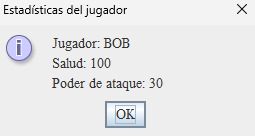 Estadísticas del jugador
Jugador: BOB
Salud: 100
Poder de ataque: 30
OK